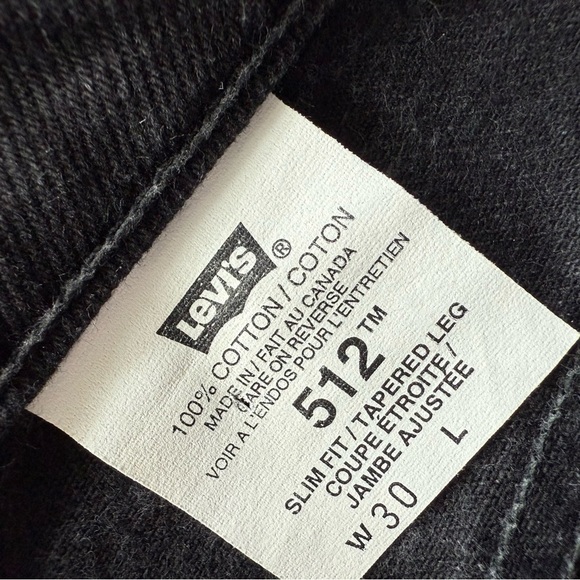 Levi's ®
100% COTTON / COTON
MADE IN / FAIT AU CANADA
CARE ON REVERSE
VOIR A L'ENDOS POUR L'ENTRETIEN
512™
SLIM FIT / TAPERED LEG
COUPE ÉTROITE /
JAMBE AJUSTÉE
W 30 L